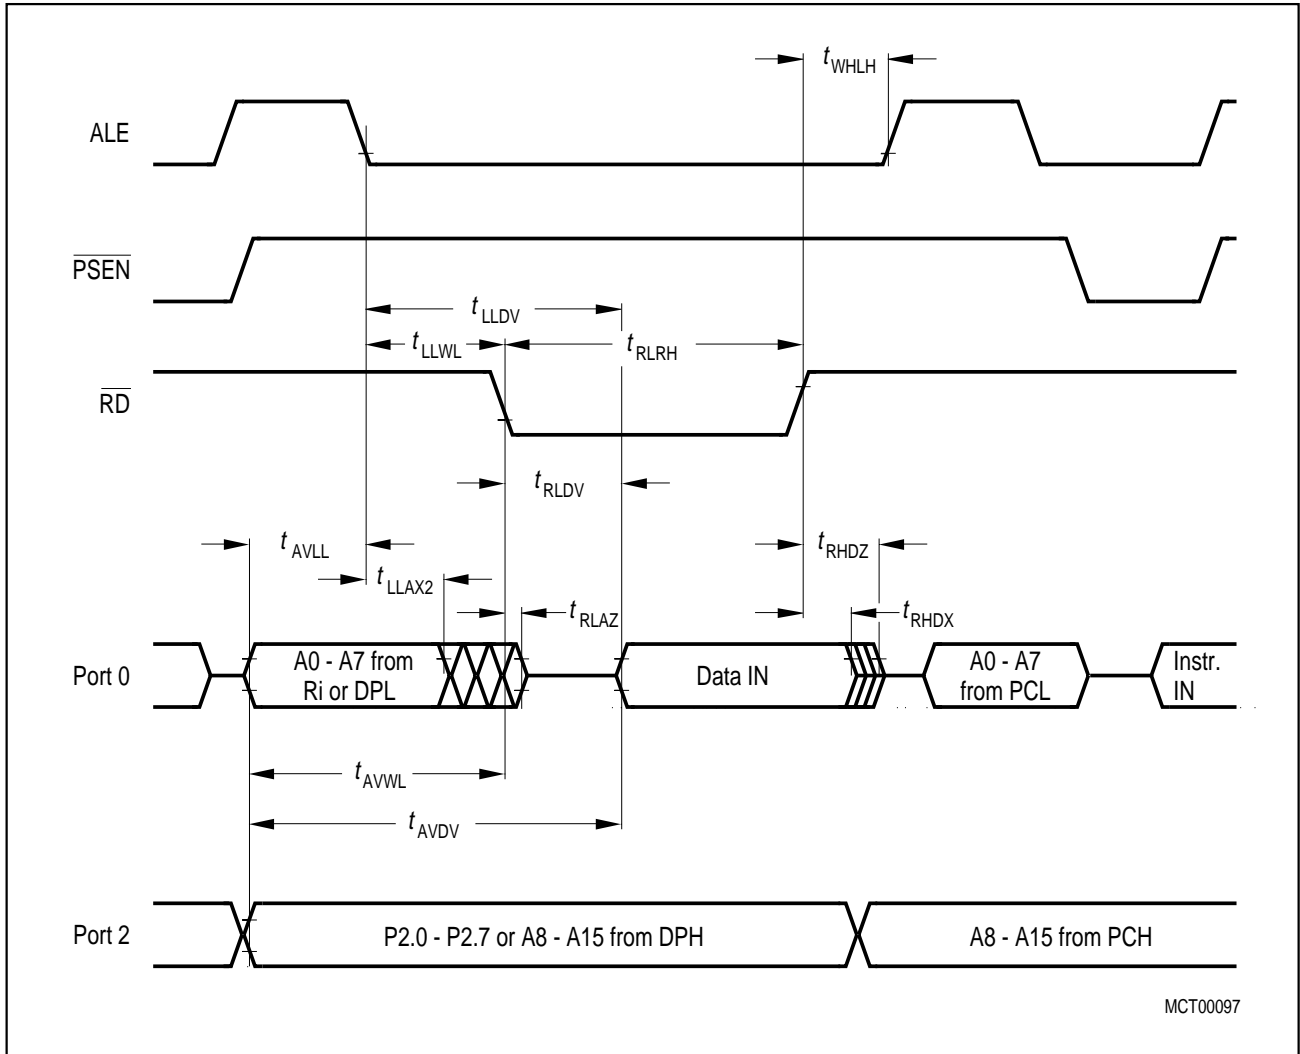 t WHLH
ALE
PSEN
t LLDV
t LLWL
t RLRH
RD
t RLDV
t AVLL
t RHDZ
t LLAX2
t RLAZ
t RHDX
Port 0
A0 - A7 from
Ri or DPL
Data IN
A0 - A7
from PCL
Instr.
IN
t AVWL
t AVDV
Port 2
P2.0 - P2.7 or A8 - A15 from DPH
A8 - A15 from PCH
MCT00097